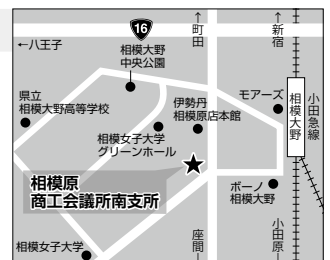 16
←八王子
↑町田
↑新宿
相模大野
中央公園
県立
相模大野高等学校
伊勢丹
相模原店本館
モアーズ
相模大野
小田急線
相模女子大学
グリーンホール
相模原
商工会議所南支所
ボーノ
相模大野
相模女子大学
座間↓
小田原↓